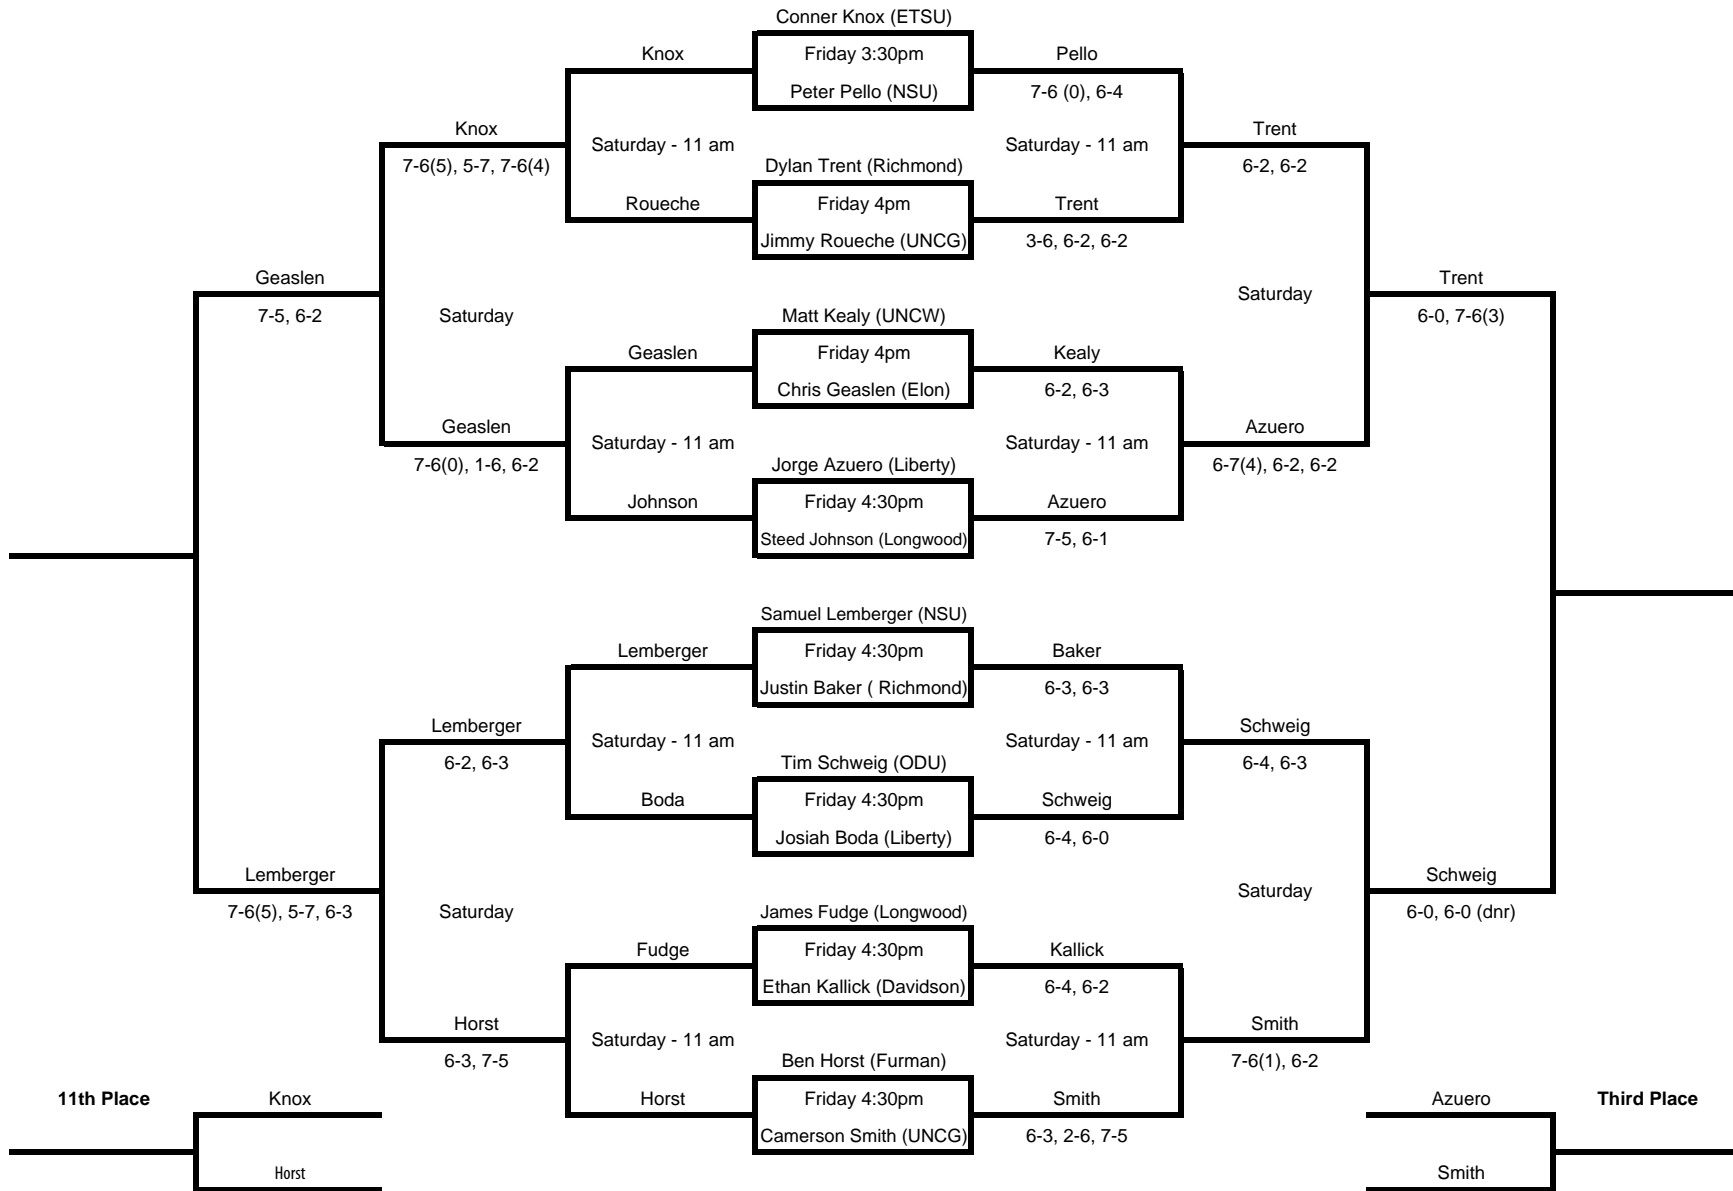 Conner Knox (ETSU)
Knox Friday 3:30pm Pello
Peter Pello (NSU) 7-6 (0), 6-4
Knox Saturday - 11 am Saturday - 11 am Trent
7-6(5), 5-7, 7-6(4) Dylan Trent (Richmond) 6-2, 6-2
Roueche Friday 4pm Trent
Jimmy Roueche (UNCG) 3-6, 6-2, 6-2
Geaslen Saturday Trent
7-5, 6-2 Saturday Matt Kealy (UNCW) 6-0, 7-6(3)
Geaslen Friday 4pm Kealy
Chris Geaslen (Elon) 6-2, 6-3
Geaslen Saturday - 11 am Saturday - 11 am Azuero
7-6(0), 1-6, 6-2 Jorge Azuero (Liberty) 6-7(4), 6-2, 6-2
Johnson Friday 4:30pm Azuero
Steed Johnson (Longwood) 7-5, 6-1
Samuel Lemberger (NSU)
Lemberger Friday 4:30pm Baker
Justin Baker ( Richmond) 6-3, 6-3
Lemberger Saturday - 11 am Saturday - 11 am Schweig
6-2, 6-3 Tim Schweig (ODU) 6-4, 6-3
Boda Friday 4:30pm Schweig
Josiah Boda (Liberty) 6-4, 6-0
Lemberger Saturday Schweig
7-6(5), 5-7, 6-3 Saturday James Fudge (Longwood) 6-0, 6-0 (dnr)
Fudge Friday 4:30pm Kallick
Ethan Kallick (Davidson) 6-4, 6-2
Horst Saturday - 11 am Saturday - 11 am Smith
6-3, 7-5 Ben Horst (Furman) 7-6(1), 6-2
11th Place Knox Horst Friday 4:30pm Smith Azuero Third Place
Camerson Smith (UNCG) 6-3, 2-6, 7-5
Horst Smith